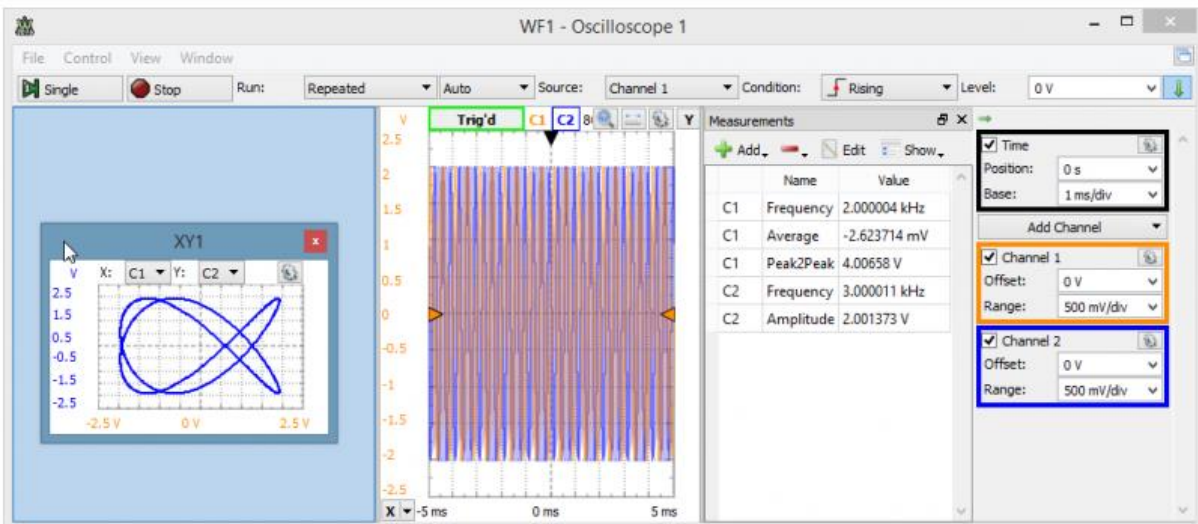 WF1 - Oscilloscope 1
File Control View Window
Single Stop Run: Repeated Auto Source: Channel 1 Condition: Rising Level: 0 V
V Trig'd C1 C2 Y
2.5
2
1.5
1
0.5
0
-0.5
-1
-1.5
-2
-2.5
X -5 ms 0 ms 5 ms
XY1 x
V X: C1 Y: C2
2.5
1.5
0.5
-0.5
-1.5
-2.5
-2.5 V 0 V 2.5 V
Measurements
Add Edit Show
Name Value
C1 Frequency 2.000004 kHz
C1 Average -2.623714 mV
C1 Peak2Peak 4.00658 V
C2 Frequency 3.000011 kHz
C2 Amplitude 2.001373 V
Time
Position: 0 s
Base: 1 ms/div
Add Channel
Channel 1
Offset: 0 V
Range: 500 mV/div
Channel 2
Offset: 0 V
Range: 500 mV/div